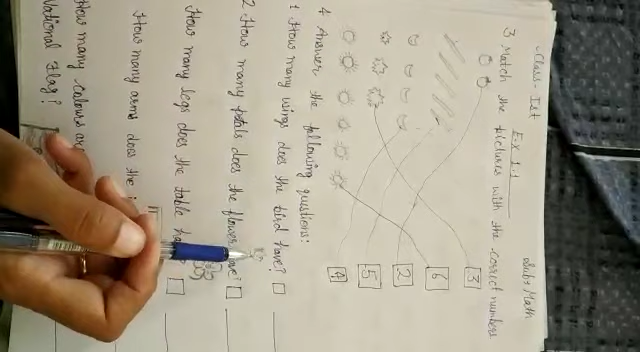 Class - Ist
Ex 1.1
Sub: Math
3 Match the pictures with the correct numbers
3
6
2
5
4
4 Answer the following questions:
1 How many wings does the bird have?
2 How many petals does the flower have?
How many legs does the table
How many arms does the
How many colours are
National Flag?